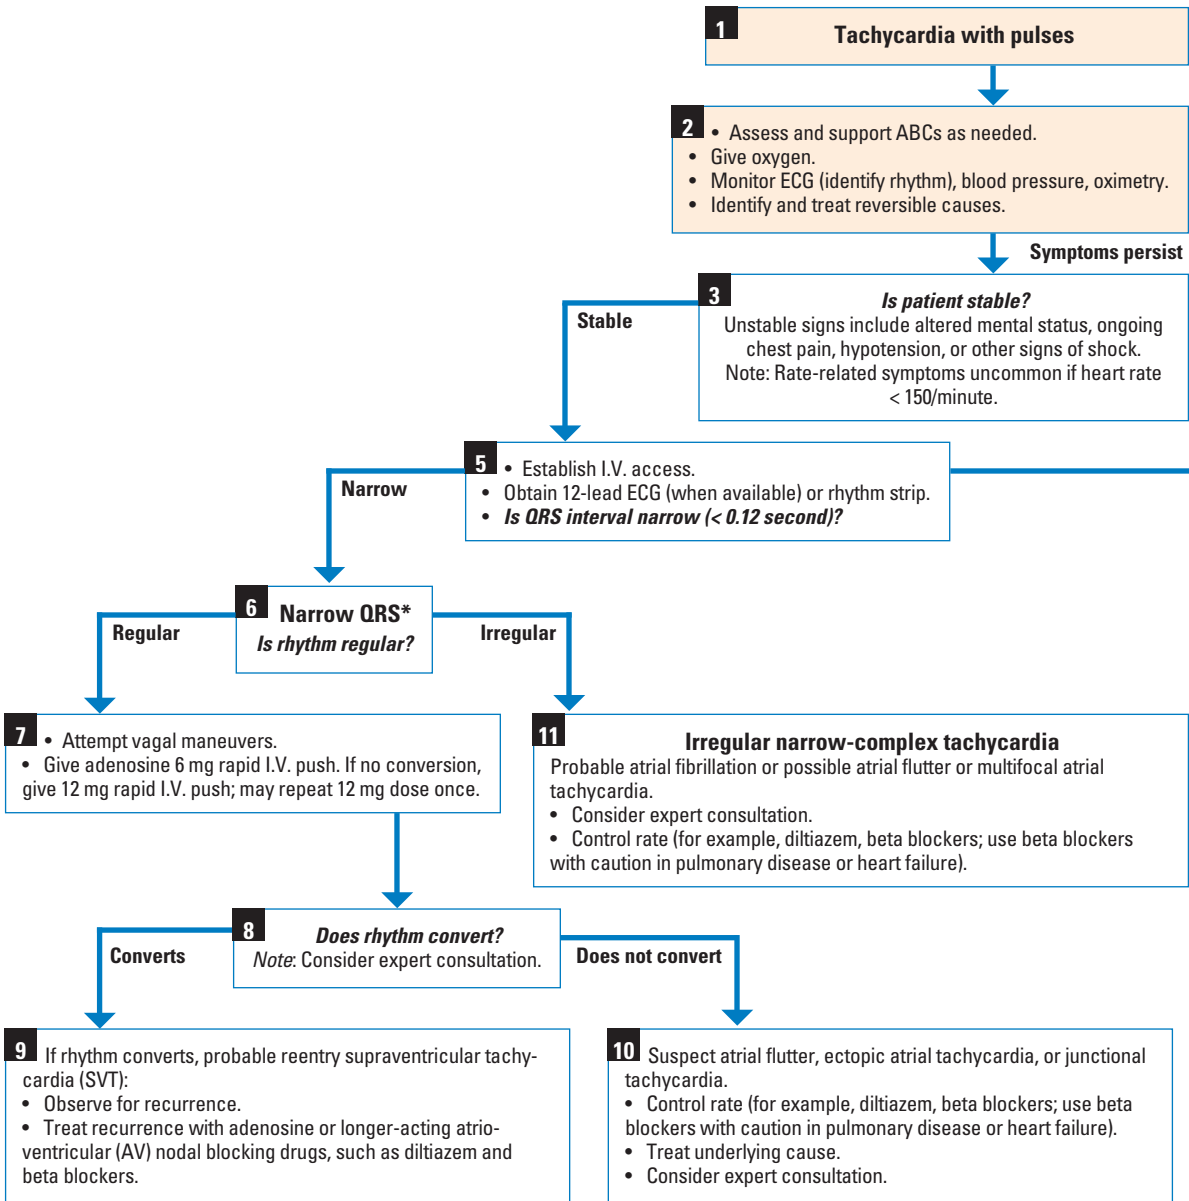 1
Tachycardia with pulses
2
• Assess and support ABCs as needed.
• Give oxygen.
• Monitor ECG (identify rhythm), blood pressure, oximetry.
• Identify and treat reversible causes.
Symptoms persist
3
Is patient stable?
Unstable signs include altered mental status, ongoing
chest pain, hypotension, or other signs of shock.
Note: Rate-related symptoms uncommon if heart rate
< 150/minute.
Stable
5
• Establish I.V. access.
• Obtain 12-lead ECG (when available) or rhythm strip.
• Is QRS interval narrow (< 0.12 second)?
Narrow
6
Narrow QRS*
Is rhythm regular?
Regular
Irregular
7
• Attempt vagal maneuvers.
• Give adenosine 6 mg rapid I.V. push. If no conversion,
give 12 mg rapid I.V. push; may repeat 12 mg dose once.
11
Irregular narrow-complex tachycardia
Probable atrial fibrillation or possible atrial flutter or multifocal atrial
tachycardia.
• Consider expert consultation.
• Control rate (for example, diltiazem, beta blockers; use beta blockers
with caution in pulmonary disease or heart failure).
8
Does rhythm convert?
Note: Consider expert consultation.
Converts
Does not convert
9
If rhythm converts, probable reentry supraventricular tachy-
cardia (SVT):
• Observe for recurrence.
• Treat recurrence with adenosine or longer-acting atrio-
ventricular (AV) nodal blocking drugs, such as diltiazem and
beta blockers.
10
Suspect atrial flutter, ectopic atrial tachycardia, or junctional
tachycardia.
• Control rate (for example, diltiazem, beta blockers; use beta
blockers with caution in pulmonary disease or heart failure).
• Treat underlying cause.
• Consider expert consultation.